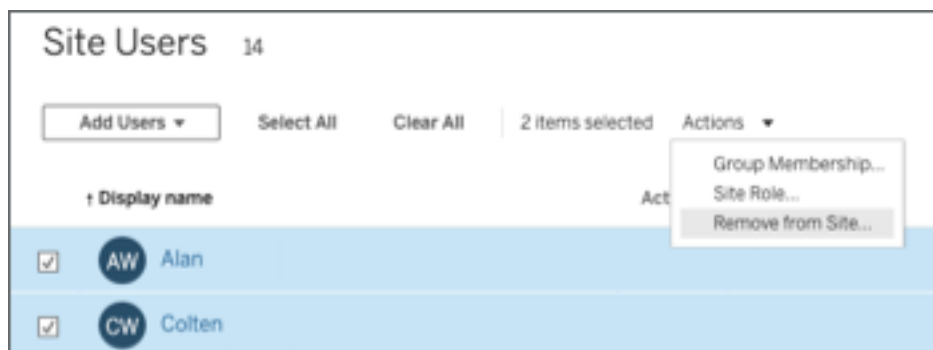 Site Users 14
Add Users ▾ Select All Clear All 2 items selected Actions ▾
Group Membership...
Site Role...
Remove from Site...
↑ Display name Act
AW Alan
CW Colten